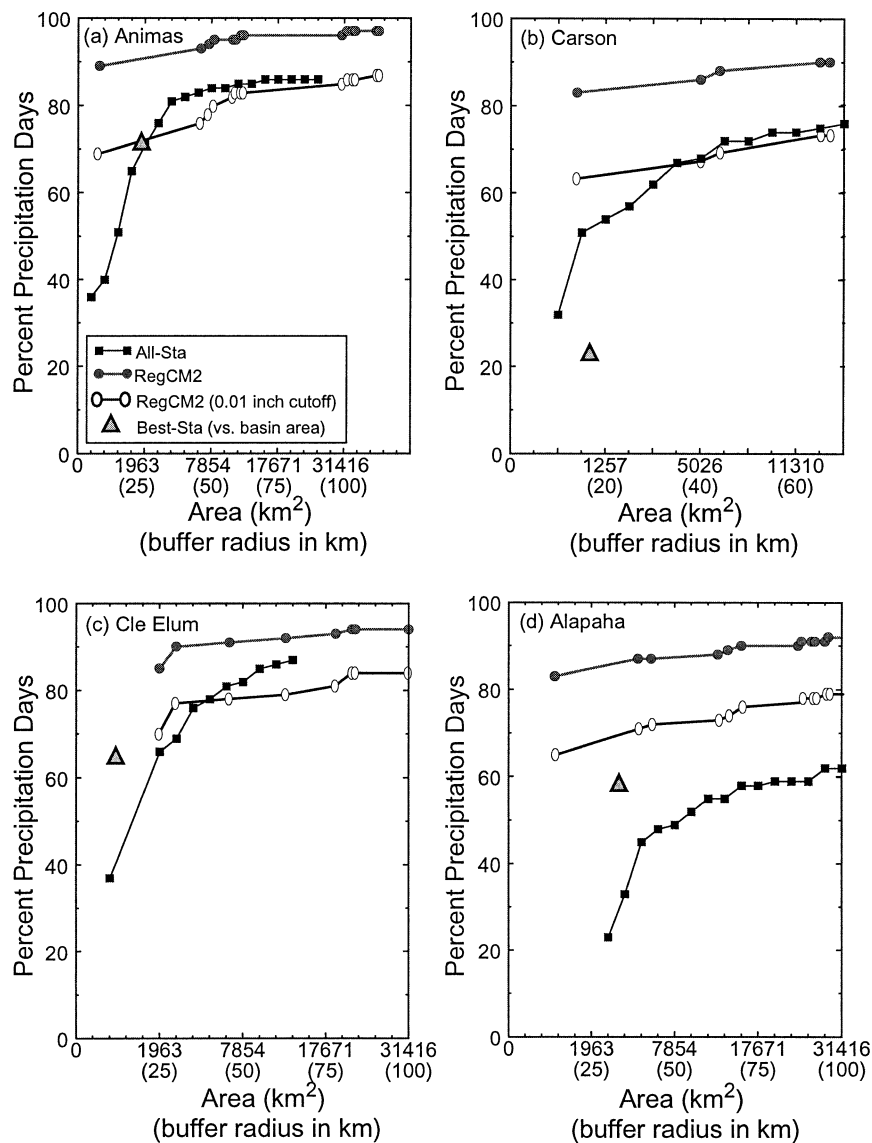 (a) Animas
Percent Precipitation Days
100
80
60
40
20
0
All-Sta
RegCM2
RegCM2 (0.01 inch cutoff)
Best-Sta (vs. basin area)
0 1963 7854 17671 31416
(25) (50) (75) (100)
Area (km²)
(buffer radius in km)
(b) Carson
Percent Precipitation Days
100
80
60
40
20
0
0 1257 5026 11310
(20) (40) (60)
Area (km²)
(buffer radius in km)
(c) Cle Elum
Percent Precipitation Days
100
80
60
40
20
0
0 1963 7854 17671 31416
(25) (50) (75) (100)
Area (km²)
(buffer radius in km)
(d) Alapaha
Percent Precipitation Days
100
80
60
40
20
0
0 1963 7854 17671 31416
(25) (50) (75) (100)
Area (km²)
(buffer radius in km)